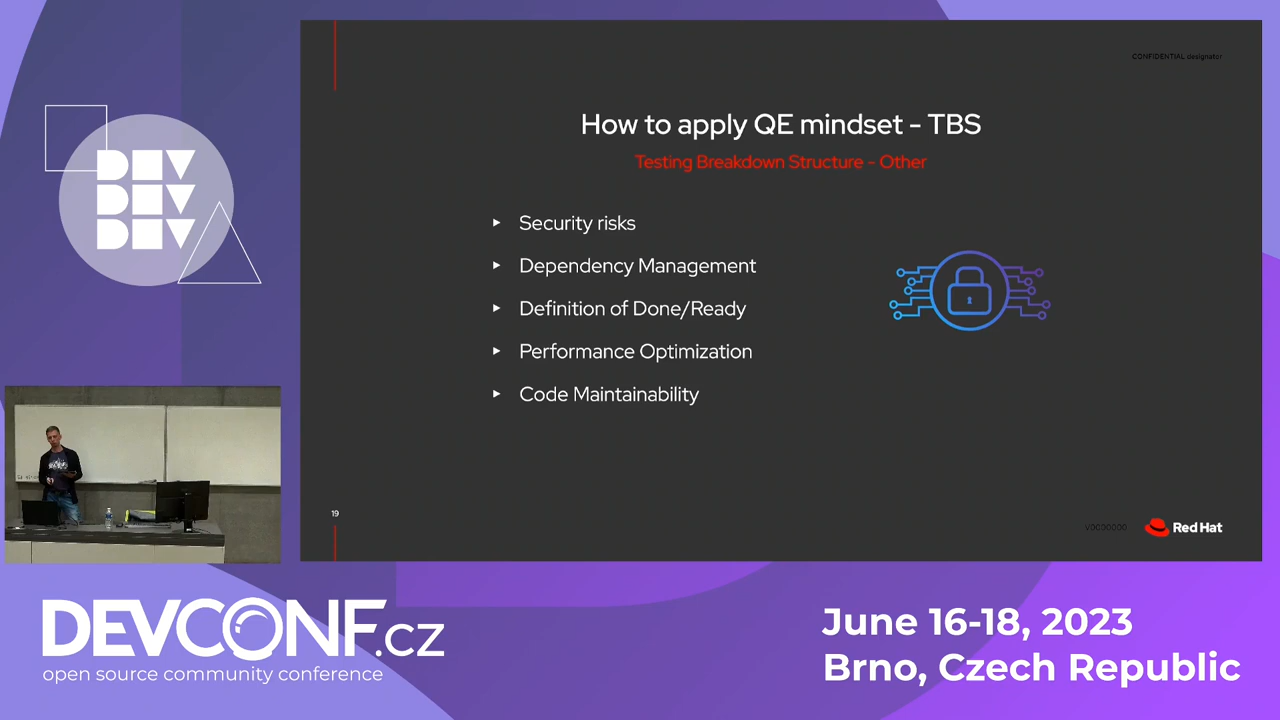 CONFIDENTIAL designator
How to apply QE mindset - TBS
Testing Breakdown Structure - Other
Security risks
Dependency Management
Definition of Done/Ready
Performance Optimization
Code Maintainability
19
V0000000
Red Hat
DEV
DEV
DEV
DEVCONF.cz
open source community conference
June 16-18, 2023
Brno, Czech Republic